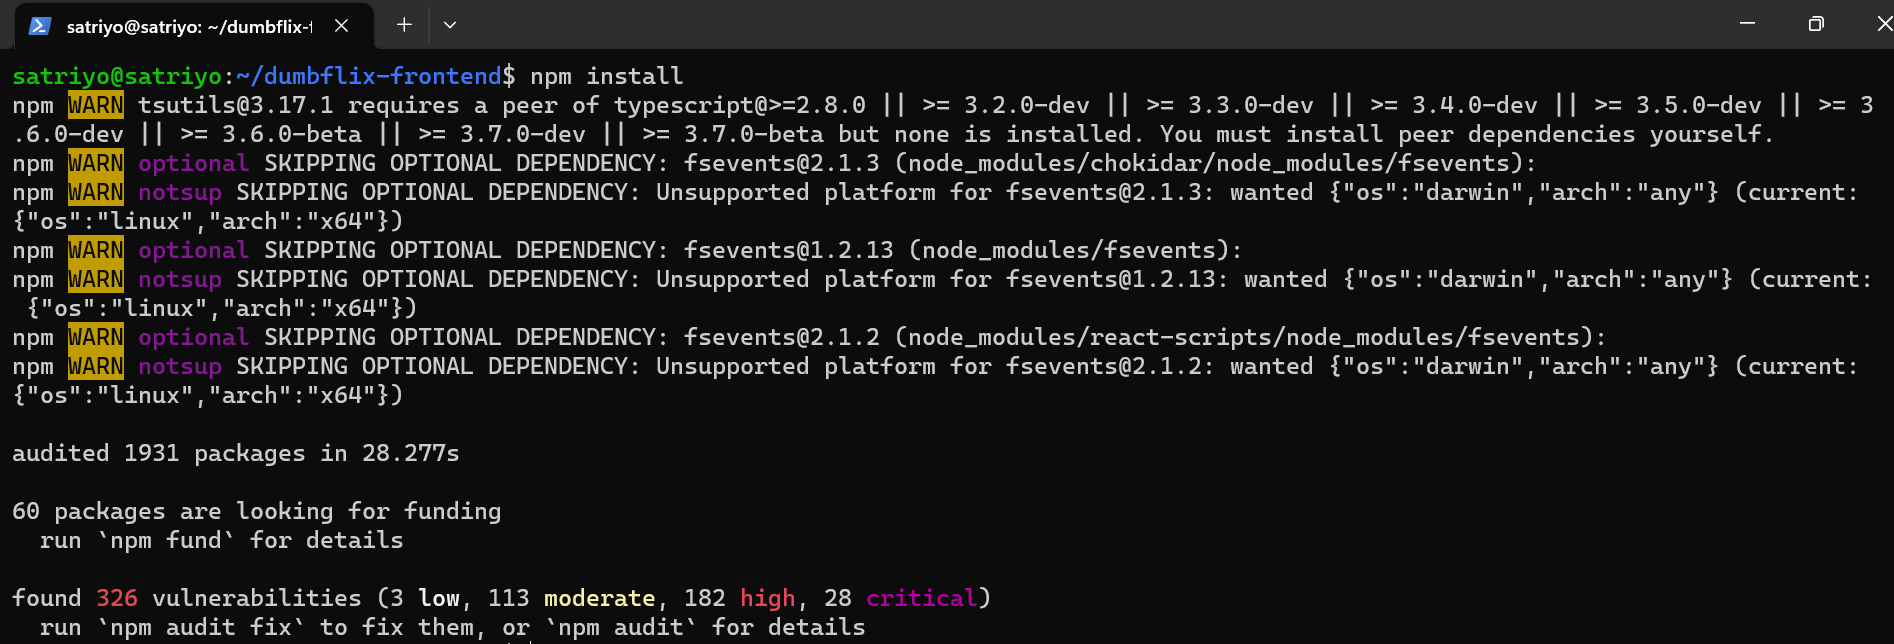 satriyo@satriyo: ~/dumbflix-f
satriyo@satriyo:~/dumbflix-frontend$ npm install
npm WARN tsutils@3.17.1 requires a peer of typescript@>=2.8.0 || >= 3.2.0-dev || >= 3.3.0-dev || >= 3.4.0-dev || >= 3.5.0-dev || >= 3
.6.0-dev || >= 3.6.0-beta || >= 3.7.0-dev || >= 3.7.0-beta but none is installed. You must install peer dependencies yourself.
npm WARN optional SKIPPING OPTIONAL DEPENDENCY: fsevents@2.1.3 (node_modules/chokidar/node_modules/fsevents):
npm WARN notsup SKIPPING OPTIONAL DEPENDENCY: Unsupported platform for fsevents@2.1.3: wanted {"os":"darwin","arch":"any"} (current:
{"os":"linux","arch":"x64"})
npm WARN optional SKIPPING OPTIONAL DEPENDENCY: fsevents@1.2.13 (node_modules/fsevents):
npm WARN notsup SKIPPING OPTIONAL DEPENDENCY: Unsupported platform for fsevents@1.2.13: wanted {"os":"darwin","arch":"any"} (current:
{"os":"linux","arch":"x64"})
npm WARN optional SKIPPING OPTIONAL DEPENDENCY: fsevents@2.1.2 (node_modules/react-scripts/node_modules/fsevents):
npm WARN notsup SKIPPING OPTIONAL DEPENDENCY: Unsupported platform for fsevents@2.1.2: wanted {"os":"darwin","arch":"any"} (current:
{"os":"linux","arch":"x64"})
audited 1931 packages in 28.277s
60 packages are looking for funding
run `npm fund` for details
found 326 vulnerabilities (3 low, 113 moderate, 182 high, 28 critical)
run `npm audit fix` to fix them, or `npm audit` for details